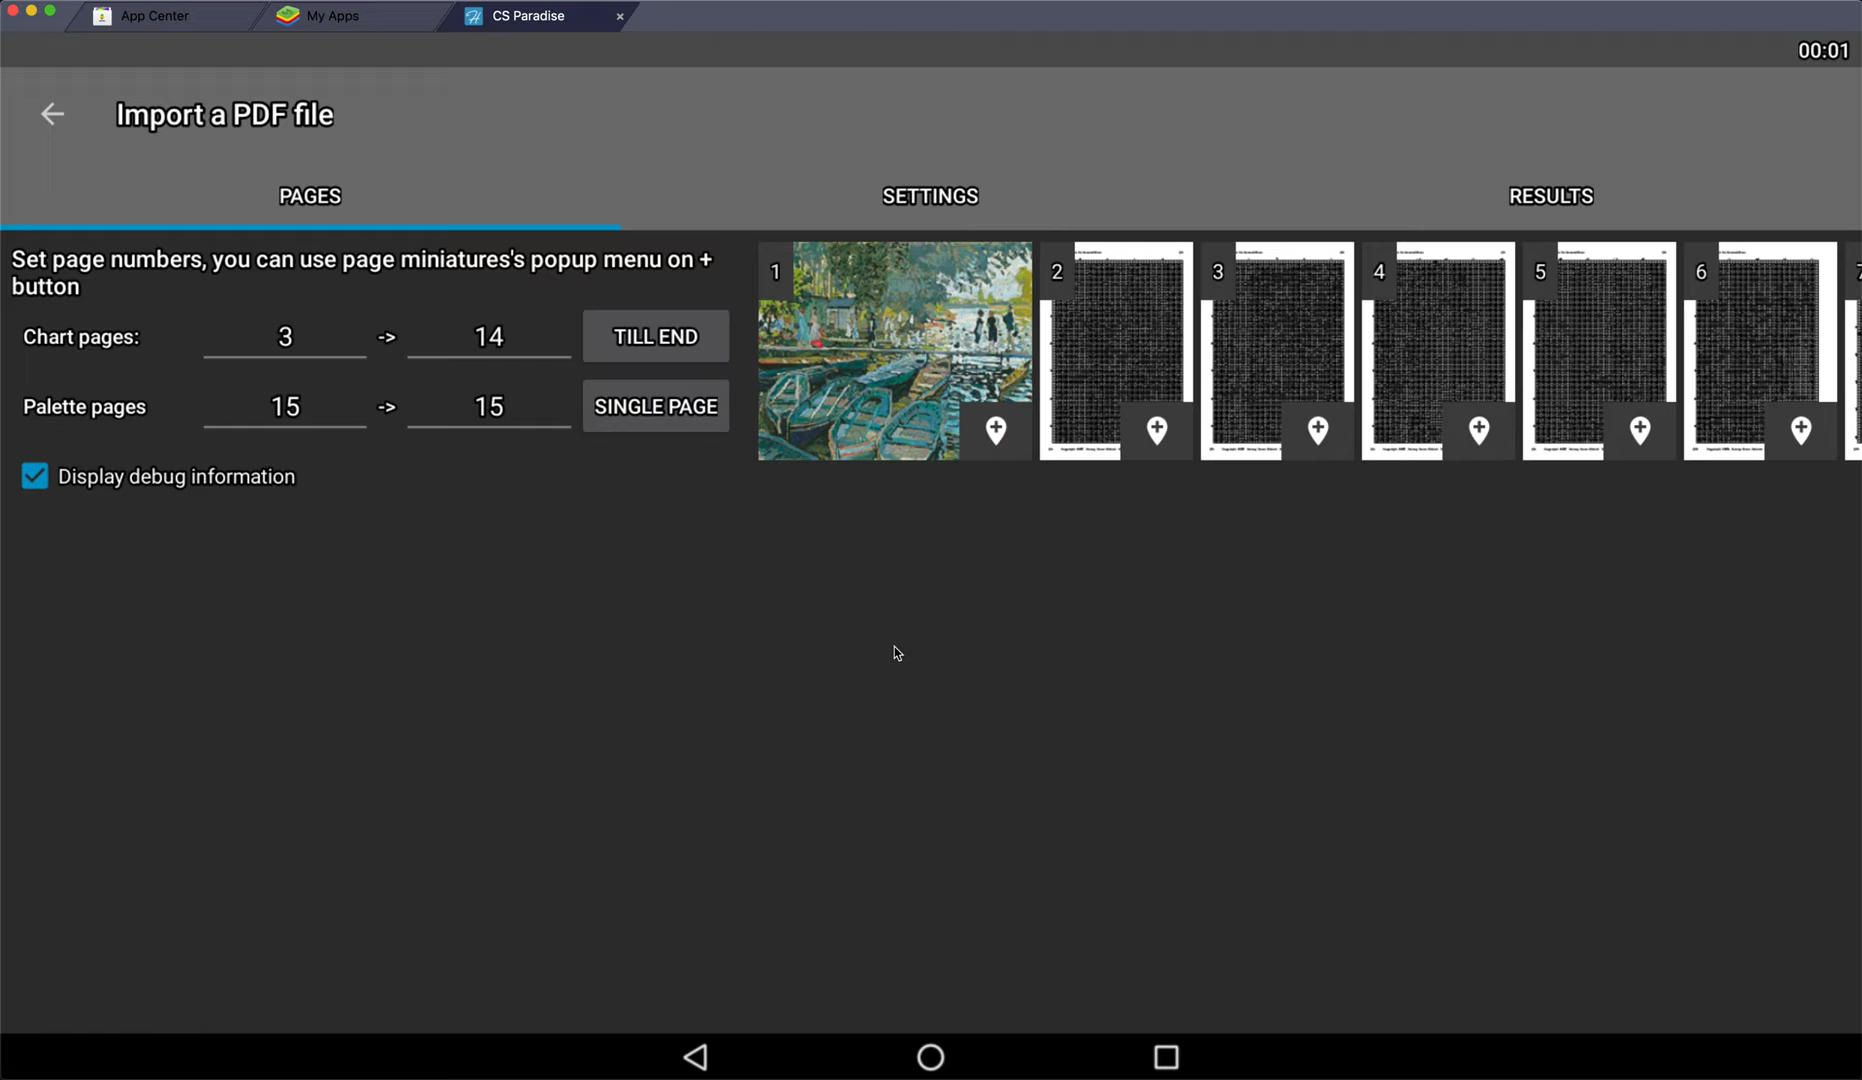 App Center
My Apps
CS Paradise
00:01
Import a PDF file
PAGES
SETTINGS
RESULTS
Set page numbers, you can use page miniatures's popup menu on +
button
Chart pages:
3
->
14
TILL END
Palette pages
15
->
15
SINGLE PAGE
Display debug information
1
2
3
4
5
6